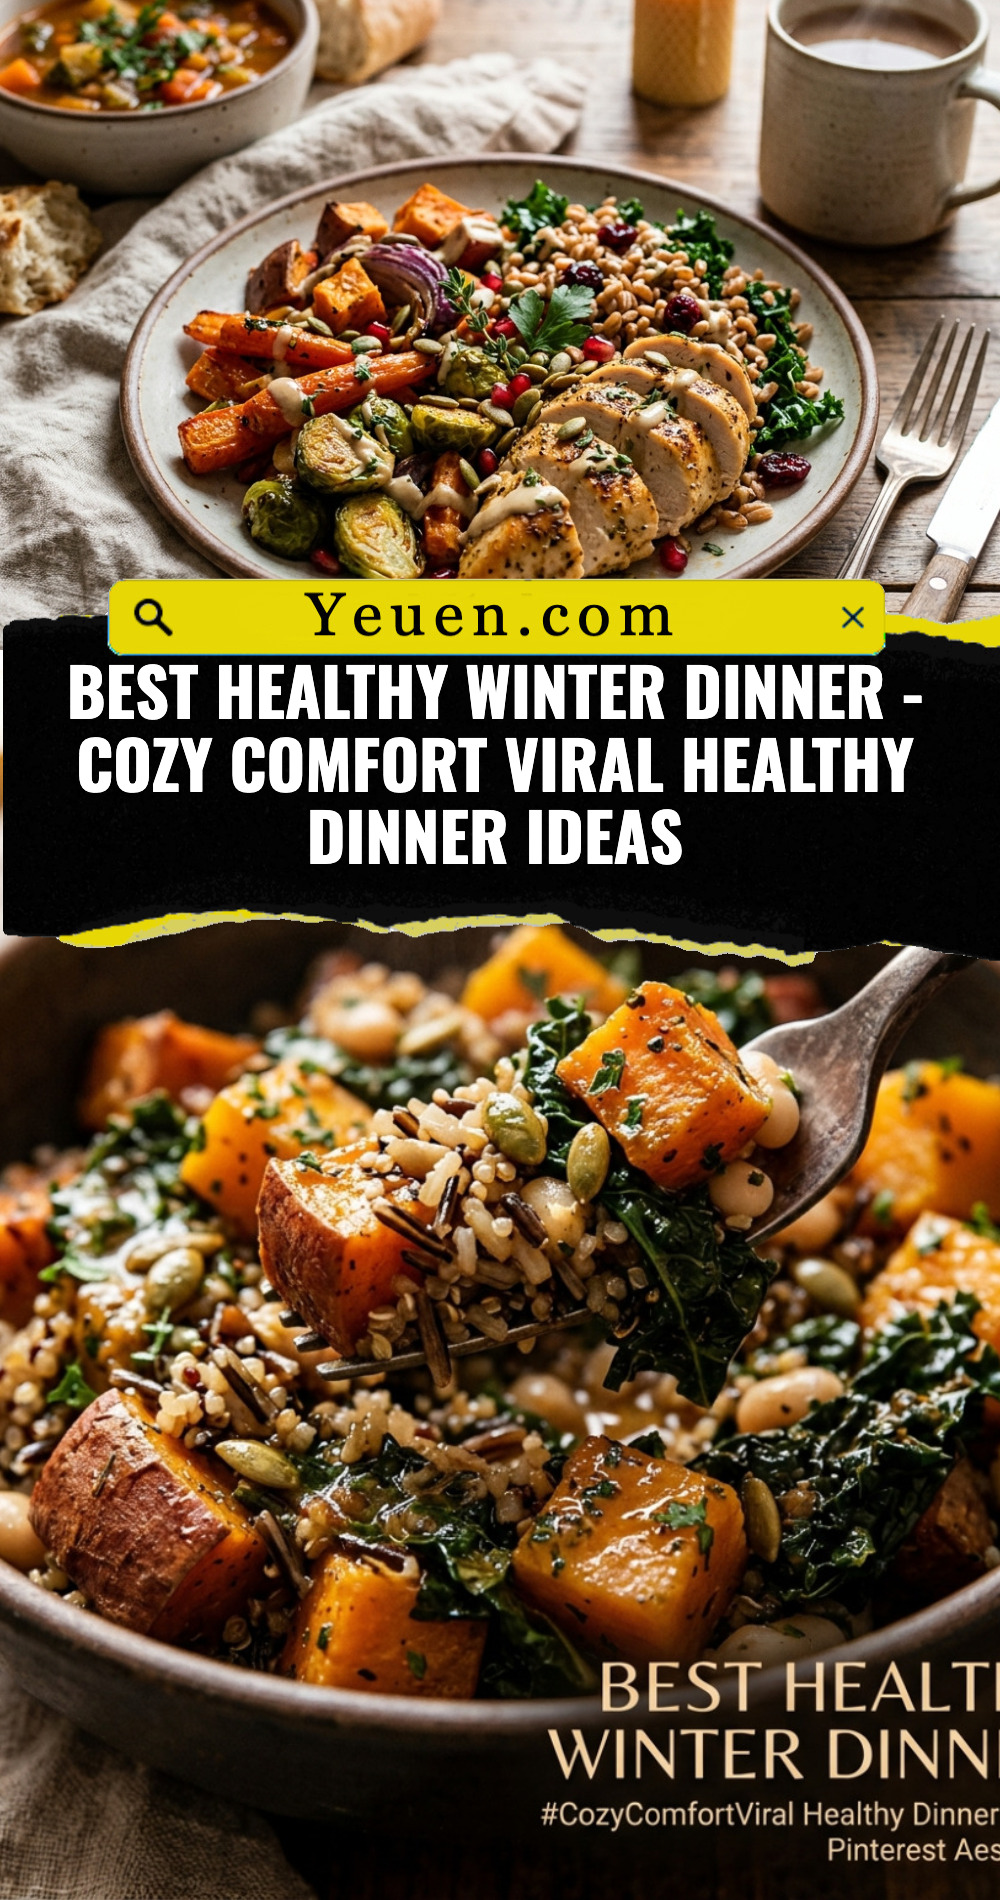 Yeuen.com
BEST HEALTHY WINTER DINNER -
COZY COMFORT VIRAL HEALTHY
DINNER IDEAS
BEST HEALTH
WINTER DINN
#CozyComfortViral Healthy Dinner
Pinterest Aes